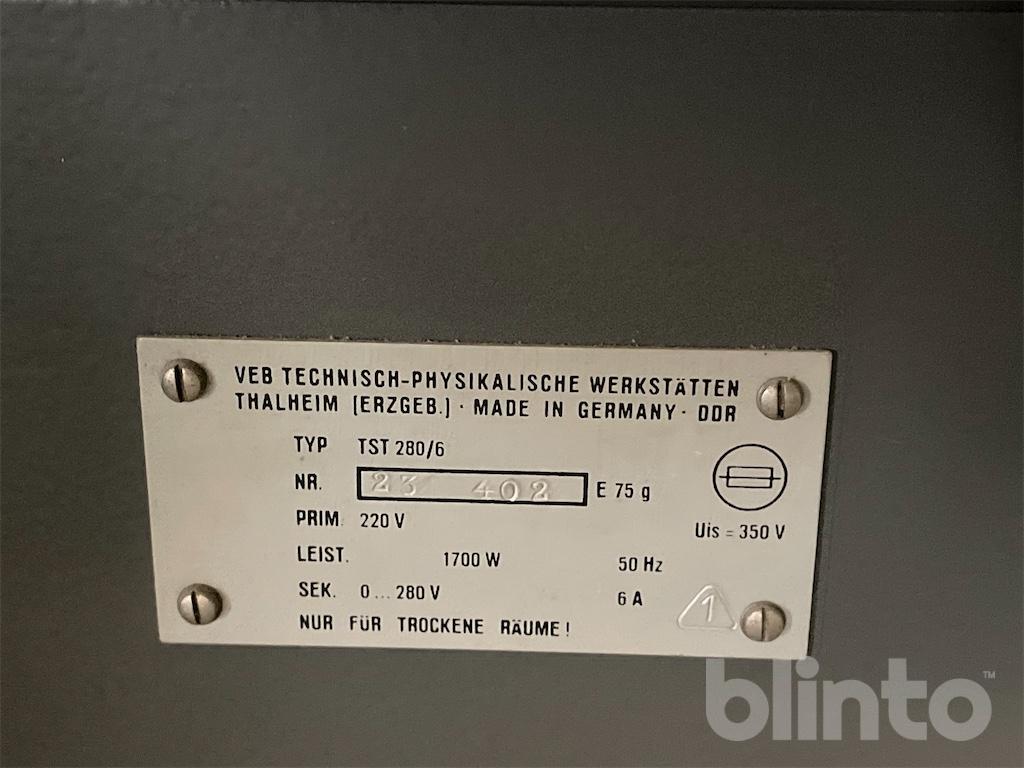 VEB TECHNISCH-PHYSIKALISCHE WERKSTÄTTEN
THALHEIM (ERZGEB.) · MADE IN GERMANY · DDR
TYP TST 280/6
NR. 23 402 E 75 g
PRIM. 220 V Uis = 350 V
LEIST. 1700 W 50 Hz
SEK. 0 ... 280 V 6 A 1
NUR FÜR TROCKENE RÄUME!
blinto™